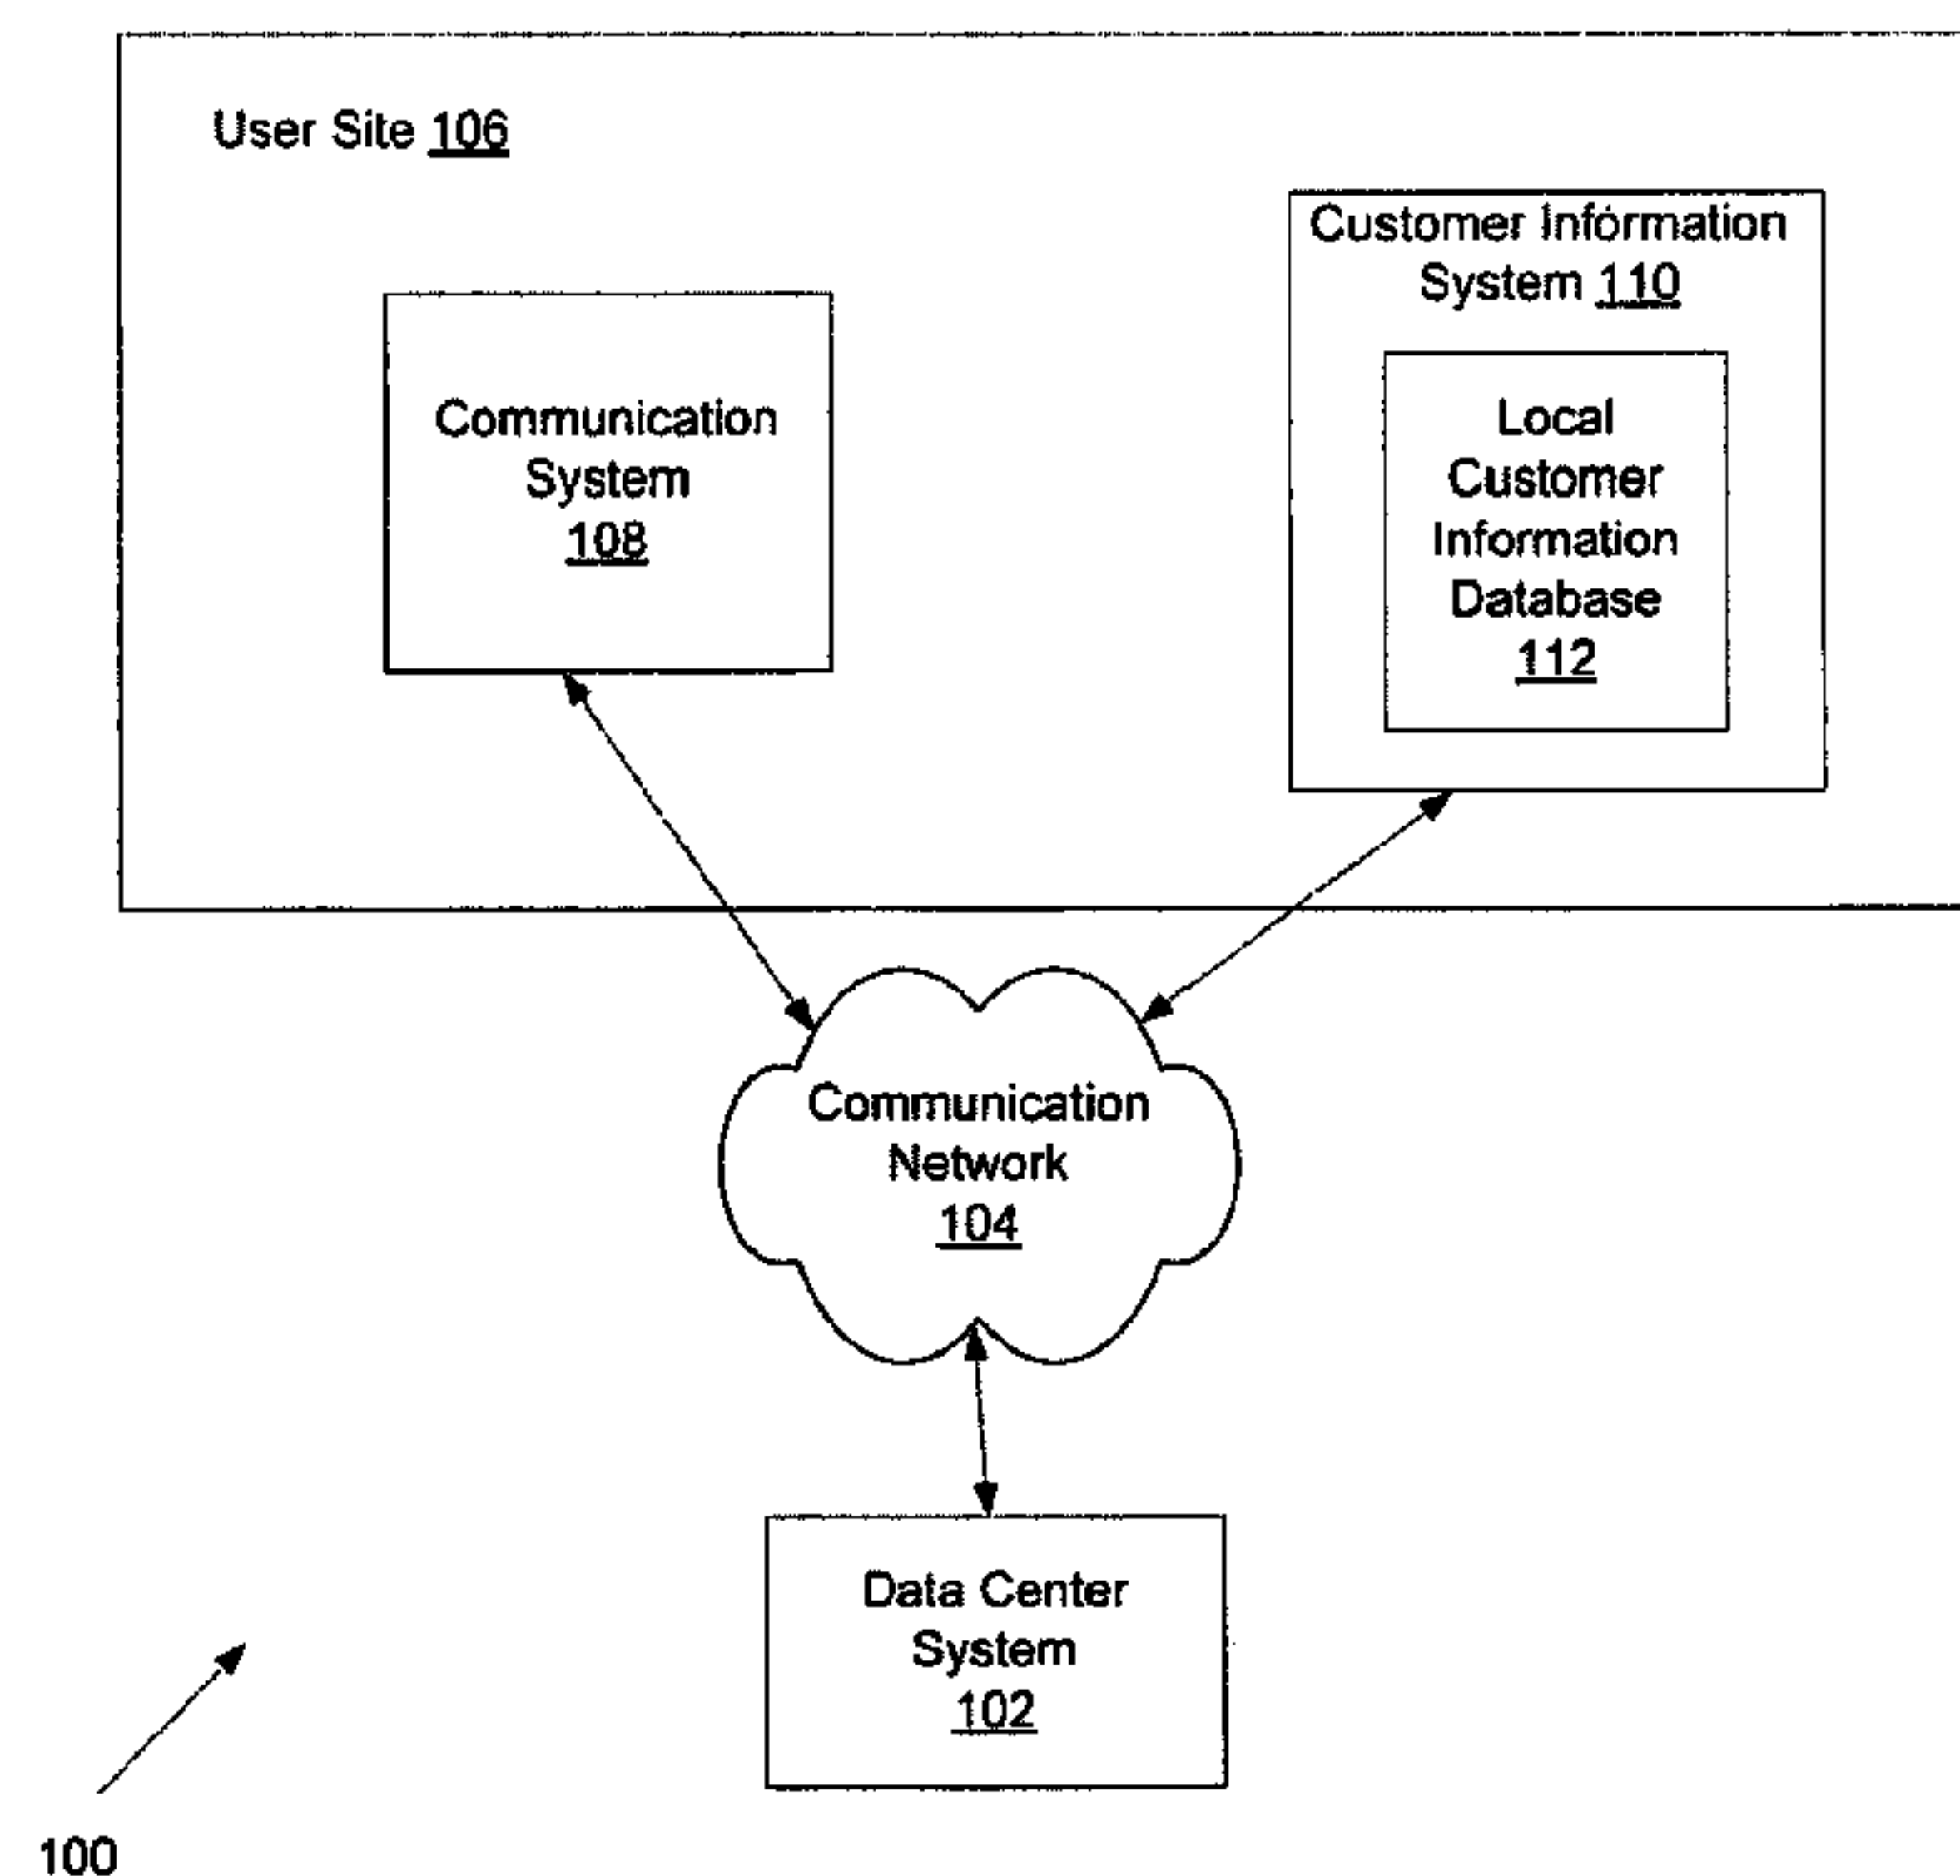 User Site 106
Customer Information
System 110
Communication
System
108
Local
Customer
Information
Database
112
Communication
Network
104
Data Center
System
102
100